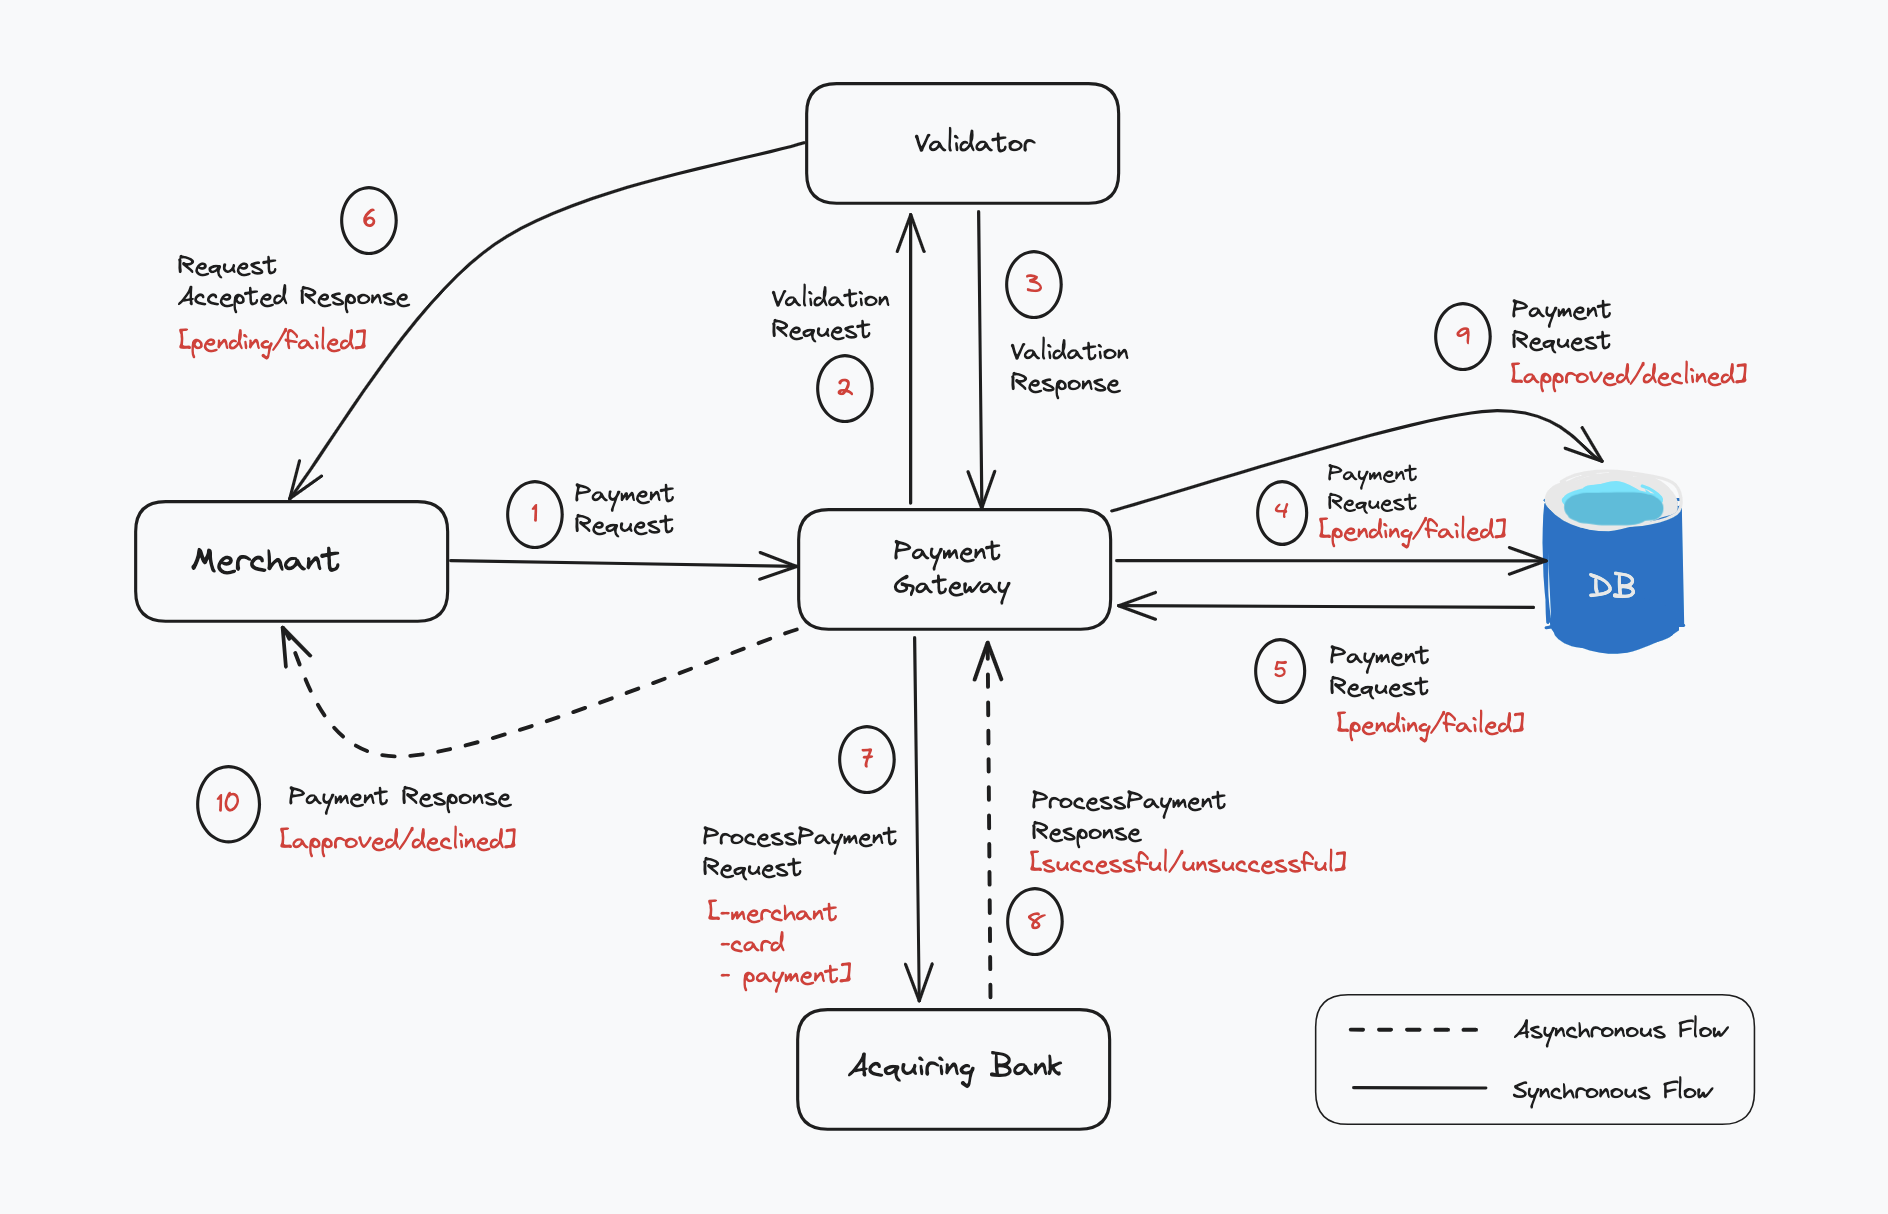 Validator
6
Request
Accepted Response
[pending/failed]
Validation
Request
2
3
Validation
Response
9
Payment
Request
[approved/declined]
Merchant
1
Payment
Request
Payment
Gateway
4
Payment
Request
[pending/failed]
DB
5
Payment
Request
[pending/failed]
10
Payment Response
[approved/declined]
7
ProcessPayment
Request
[-merchant
-card
- payment]
ProcessPayment
Response
[successful/unsuccessful]
8
Acquiring Bank
Asynchronous Flow
Synchronous Flow